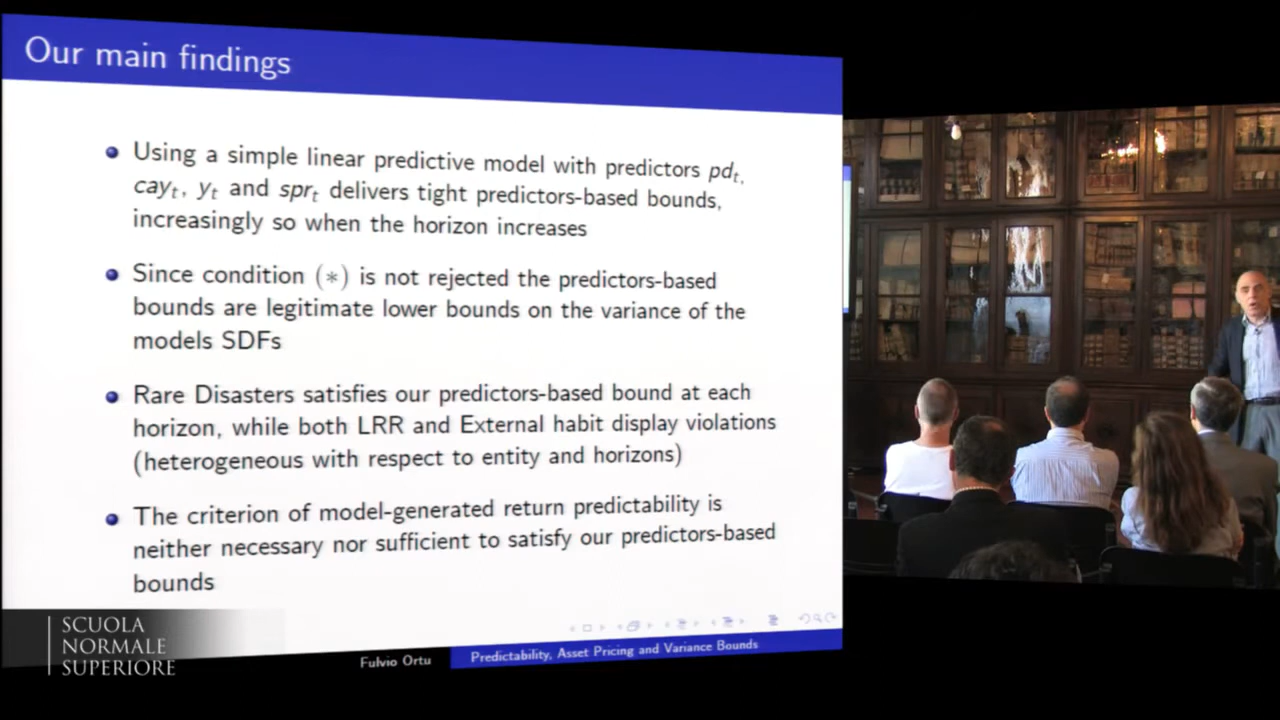 Our main findings
Using a simple linear predictive model with predictors pd_t,
cay_t, y_t and spr_t delivers tight predictors-based bounds,
increasingly so when the horizon increases
Since condition (*) is not rejected the predictors-based
bounds are legitimate lower bounds on the variance of the
models SDFs
Rare Disasters satisfies our predictors-based bound at each
horizon, while both LRR and External habit display violations
(heterogeneous with respect to entity and horizons)
The criterion of model-generated return predictability is
neither necessary nor sufficient to satisfy our predictors-based
bounds
SCUOLA
NORMALE
SUPERIORE
Fulvio Ortu
Predictability, Asset Pricing and Variance Bounds